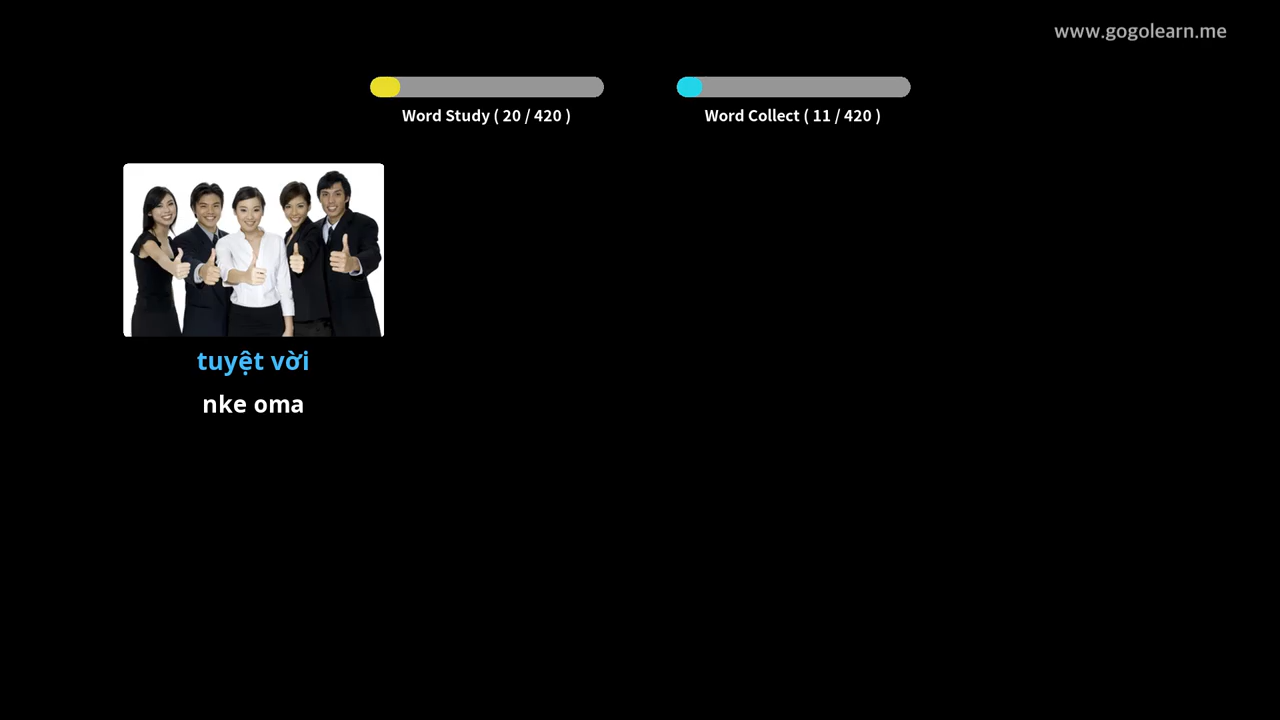 www.gogolearn.me
Word Study ( 20 / 420 )
Word Collect ( 11 / 420 )
tuyệt vời
nke oma